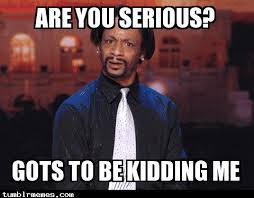 ARE YOU SERIOUS?
GOTS TO BE KIDDING ME
tumblrmemes.com